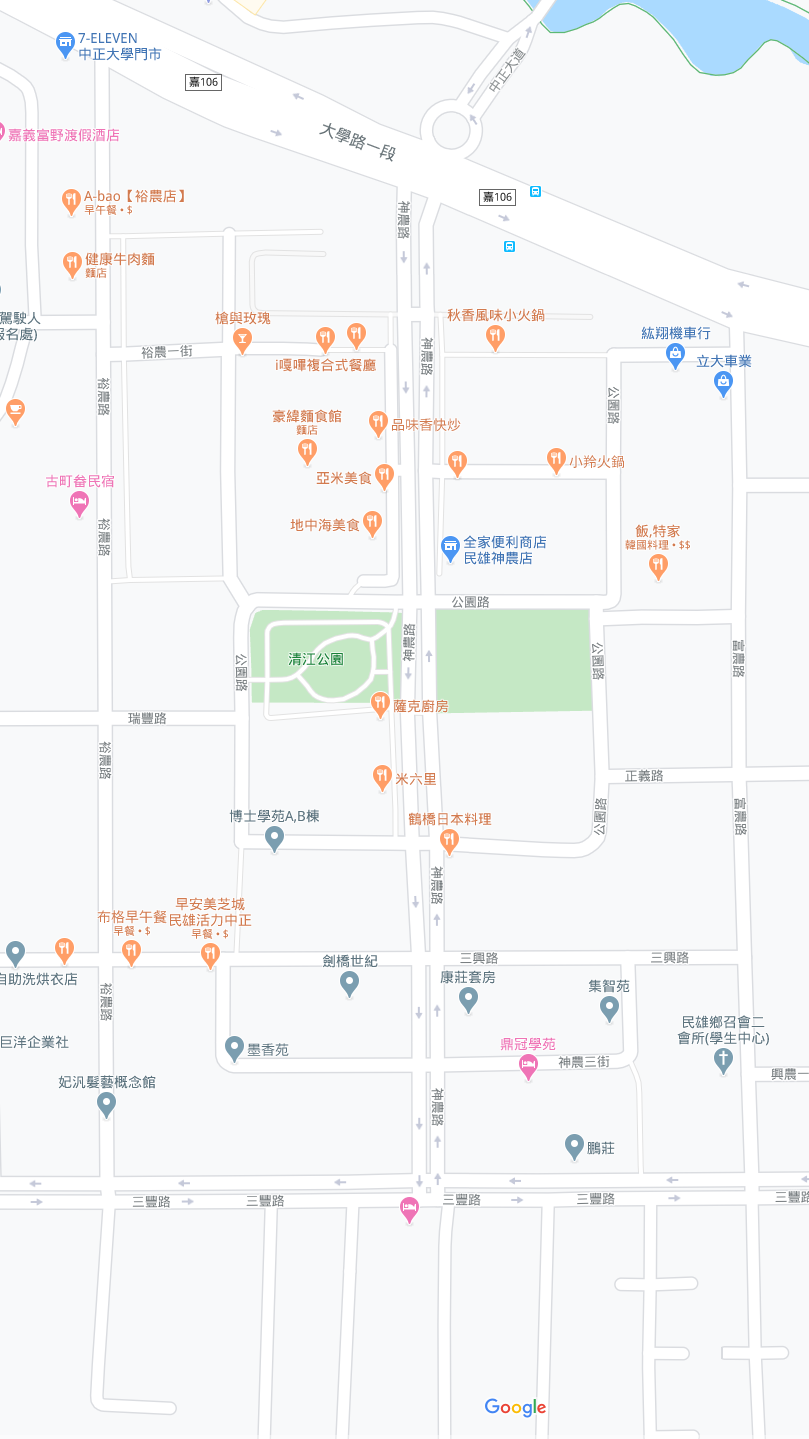 7-ELEVEN
中正大學門市
嘉106
中正大道
大學路一段
嘉義富野渡假酒店
A-bao【裕農店】
早午餐 • $
嘉106
神農路
健康牛肉麵
麵店
駕駛人
報名處)
槍與玫瑰
秋香風味小火鍋
紘翔機車行
裕農一街
i嘎嗶複合式餐廳
神農路
立大車業
裕農路
公園路
豪緯麵食館
麵店
品味香快炒
小羚火鍋
古町畚民宿
亞米美食
地中海美食
裕農路
全家便利商店
民雄神農店
飯,特家
韓國料理 • $$
公園路
清江公園
神農路
公園路
公園路
富農路
薩克廚房
瑞豐路
裕農路
米六里
正義路
博士學苑A,B棟
鶴橋日本料理
公園路
富農路
神農路
布格早午餐
早餐 • $
早安美芝城
民雄活力中正
早餐 • $
劍橋世紀
三興路
三興路
自助洗烘衣店
裕農路
康莊套房
集智苑
巨洋企業社
墨香苑
鼎冠學苑
民雄鄉召會二
會所(學生中心)
神農三街
興農一
妃汎髮藝概念館
神農路
鵬莊
三豐路
三豐路
三豐路
三豐路
三豐路
Google